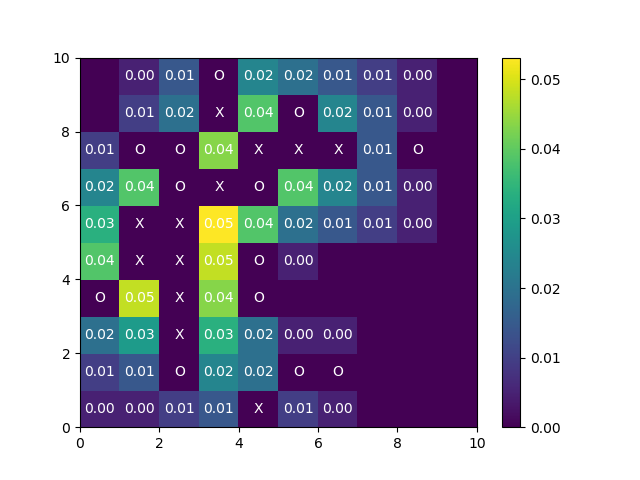 10 0.00 0.01 O 0.02 0.02 0.01 0.01 0.00
0.05
0.01 0.02 X 0.04 O 0.02 0.01 0.00
8
0.01 O O 0.04 X X X 0.01 O
0.04
0.02 0.04 O X O 0.04 0.02 0.01 0.00
6
0.03 X X 0.05 0.04 0.02 0.01 0.01 0.00
0.03
0.04 X X 0.05 O 0.00
4
0.02
O 0.05 X 0.04 O
0.02 0.03 X 0.03 0.02 0.00 0.00
2
0.01
0.01 0.01 O 0.02 0.02 O O
0.00 0.00 0.01 0.01 X 0.01 0.00
0 0.00
0 2 4 6 8 10